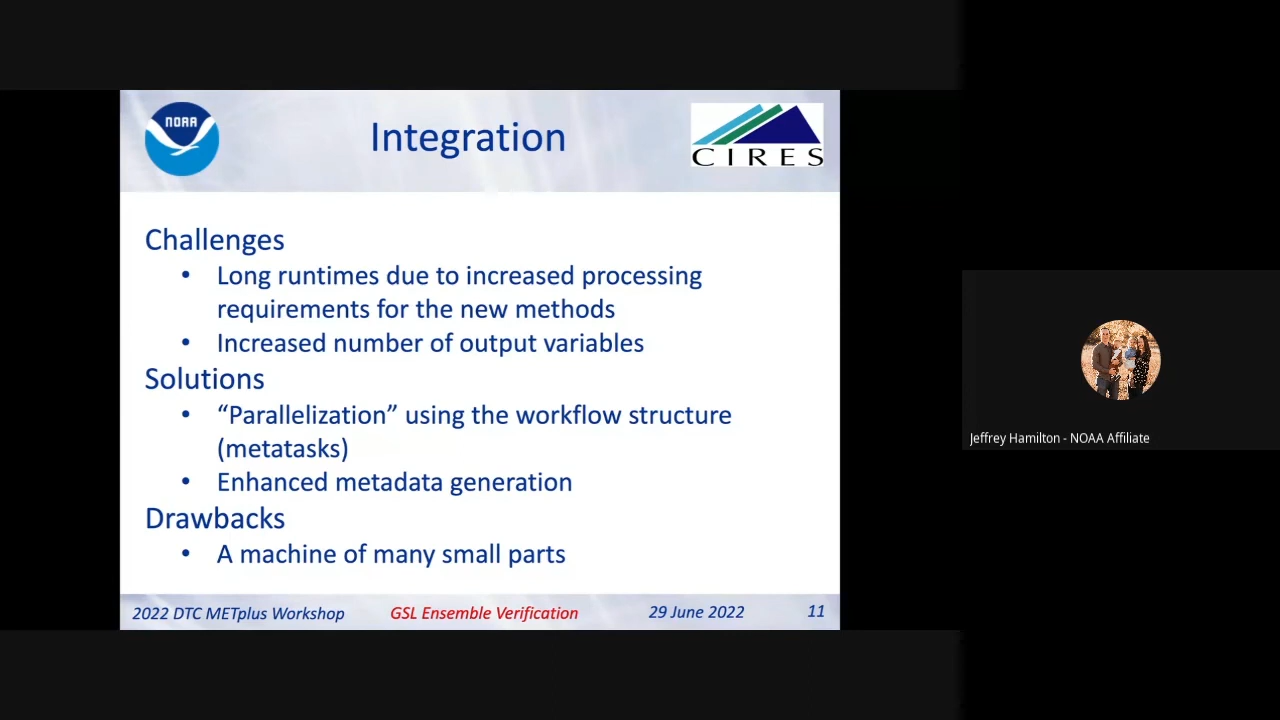 NOAA
Integration
CIRES
Challenges
• Long runtimes due to increased processing
requirements for the new methods
• Increased number of output variables
Solutions
• “Parallelization” using the workflow structure
(metatasks)
• Enhanced metadata generation
Drawbacks
• A machine of many small parts
2022 DTC METplus Workshop
GSL Ensemble Verification
29 June 2022
11
Jeffrey Hamilton - NOAA Affiliate